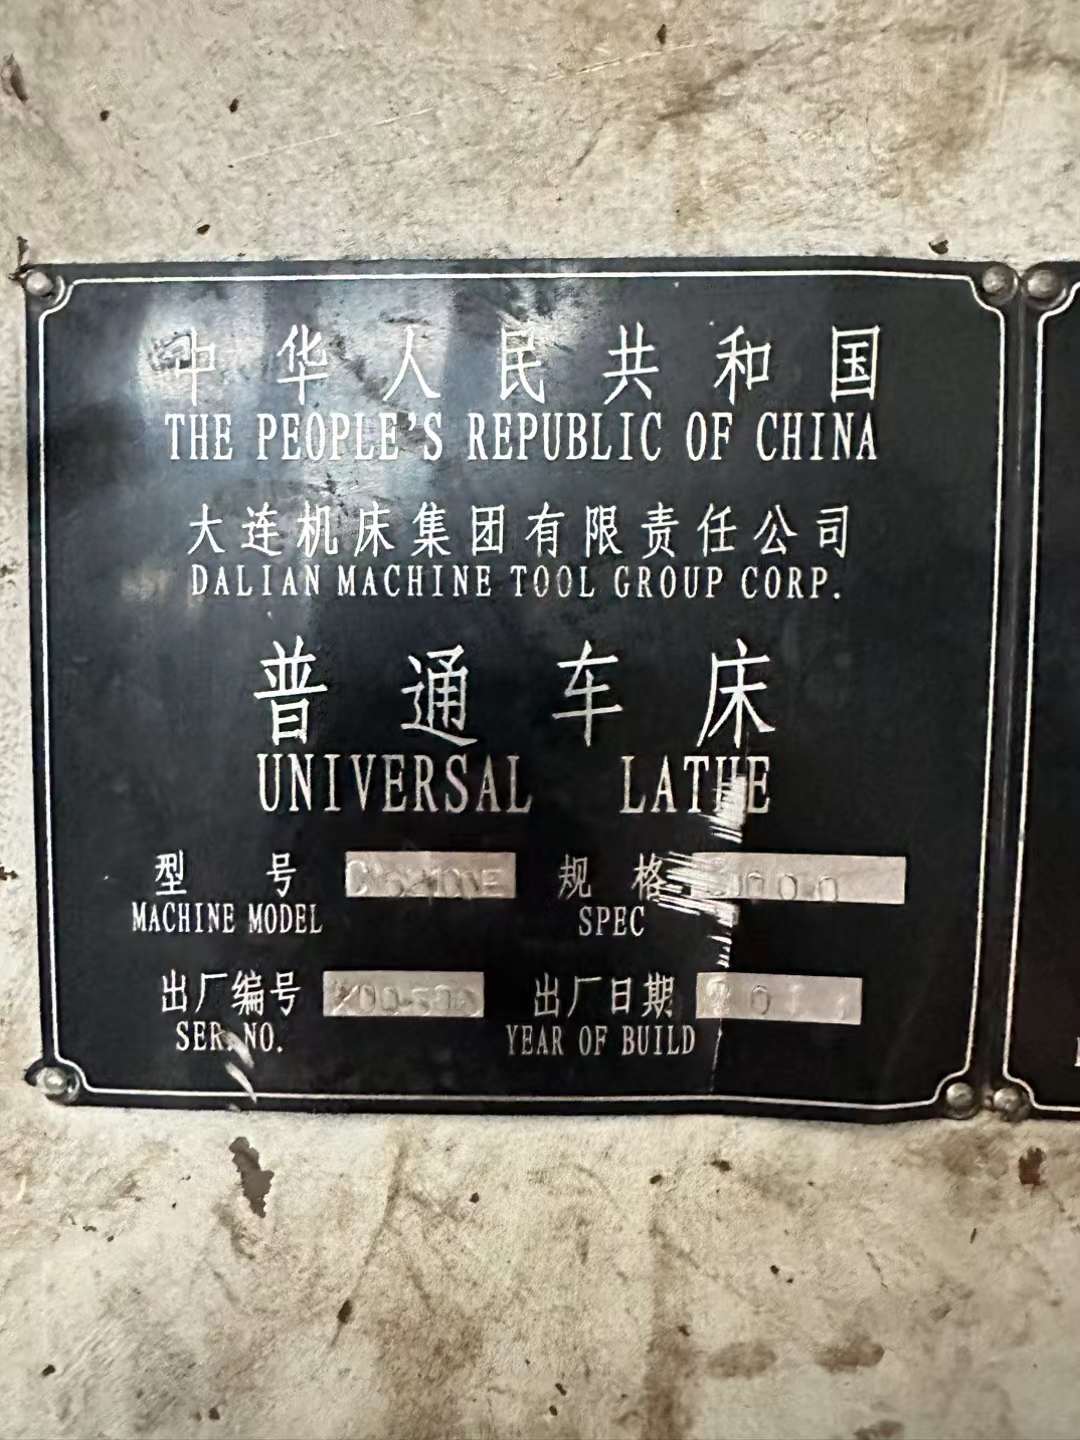 中华人民共和国
THE PEOPLE'S REPUBLIC OF CHINA
大连机床集团有限责任公司
DALIAN MACHINE TOOL GROUP CORP.
普通车床
UNIVERSAL LATHE
型号 规格
MACHINE MODEL SPEC
出厂编号 出厂日期
SER. NO. YEAR OF BUILD